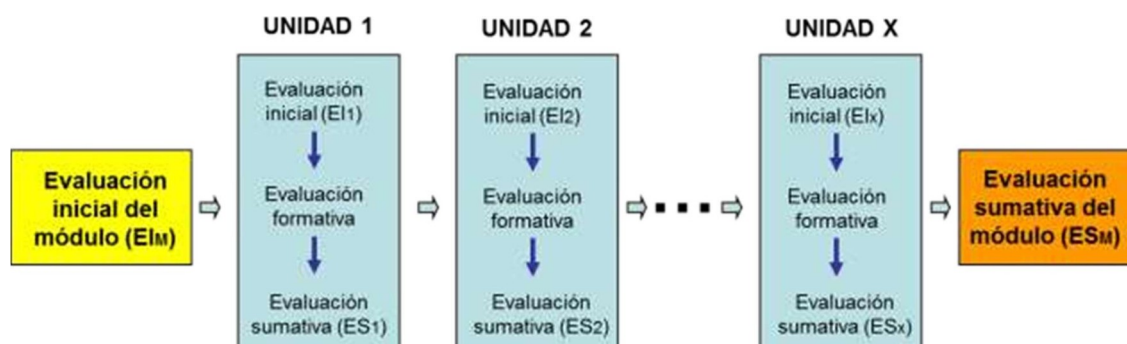 UNIDAD 1
UNIDAD 2
UNIDAD X
Evaluación
inicial del
módulo (EIM)
Evaluación
inicial (EI1)
Evaluación
formativa
Evaluación
sumativa (ES1)
Evaluación
inicial (EI2)
Evaluación
formativa
Evaluación
sumativa (ES2)
Evaluación
inicial (EIx)
Evaluación
formativa
Evaluación
sumativa (ESx)
Evaluación
sumativa del
módulo (ESM)